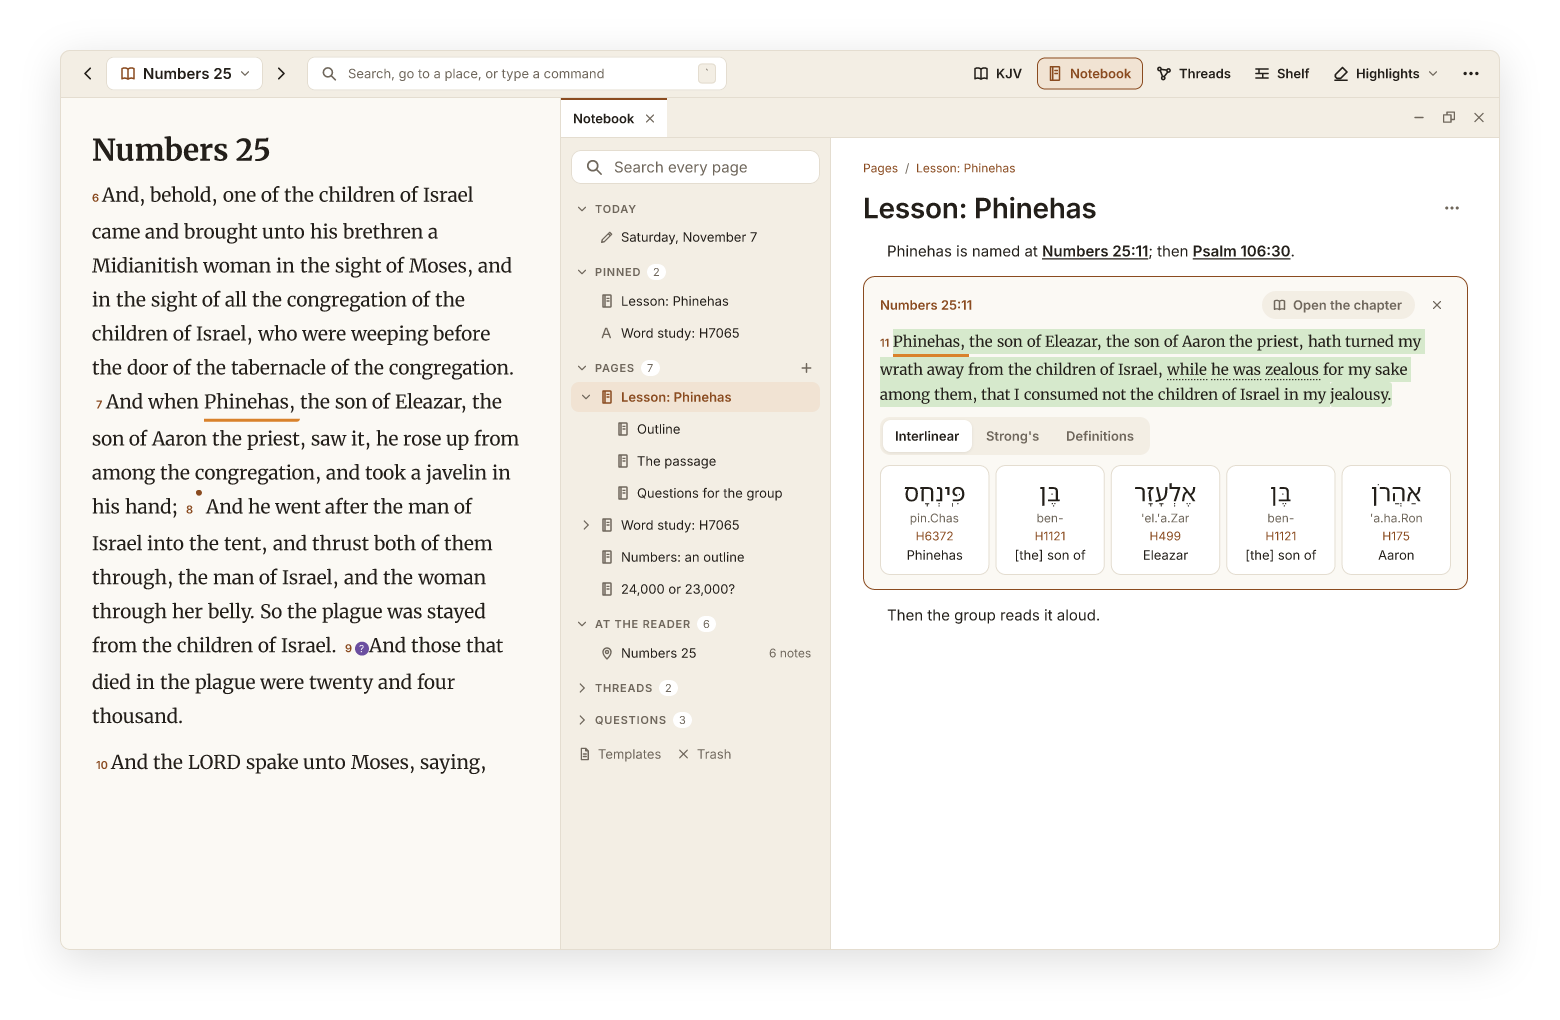 Numbers 25
Search, go to a place, or type a command
`
KJV
Notebook
Threads
Shelf
Highlights
Numbers 25
6 And, behold, one of the children of Israel
came and brought unto his brethren a
Midianitish woman in the sight of Moses, and
in the sight of all the congregation of the
children of Israel, who were weeping before
the door of the tabernacle of the congregation.
7 And when Phinehas, the son of Eleazar, the
son of Aaron the priest, saw it, he rose up from
among the congregation, and took a javelin in
his hand; 8 And he went after the man of
Israel into the tent, and thrust both of them
through, the man of Israel, and the woman
through her belly. So the plague was stayed
from the children of Israel. 9 ? And those that
died in the plague were twenty and four
thousand.
10 And the LORD spake unto Moses, saying,
Notebook
Search every page
TODAY
Saturday, November 7
PINNED 2
Lesson: Phinehas
A Word study: H7065
PAGES 7
Lesson: Phinehas
Outline
The passage
Questions for the group
Word study: H7065
Numbers: an outline
24,000 or 23,000?
AT THE READER 6
Numbers 25 6 notes
THREADS 2
QUESTIONS 3
Templates Trash
Pages / Lesson: Phinehas
Lesson: Phinehas
Phinehas is named at Numbers 25:11; then Psalm 106:30.
Numbers 25:11
Open the chapter
11 Phinehas, the son of Eleazar, the son of Aaron the priest, hath turned my
wrath away from the children of Israel, while he was zealous for my sake
among them, that I consumed not the children of Israel in my jealousy.
Interlinear Strong's Definitions
פִּֽינְחָס
pin.Chas
H6372
Phinehas
בֶּן
ben-
H1121
[the] son of
אֶלְעָזָר
'el.'a.Zar
H499
Eleazar
בֶּן
ben-
H1121
[the] son of
אַהֲרֹן
'a.ha.Ron
H175
Aaron
Then the group reads it aloud.